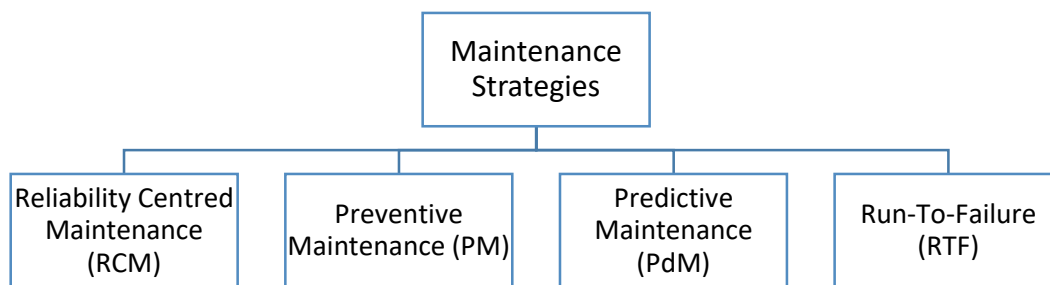 Maintenance
Strategies
Reliability Centred
Maintenance
(RCM)
Preventive
Maintenance (PM)
Predictive
Maintenance
(PdM)
Run-To-Failure
(RTF)